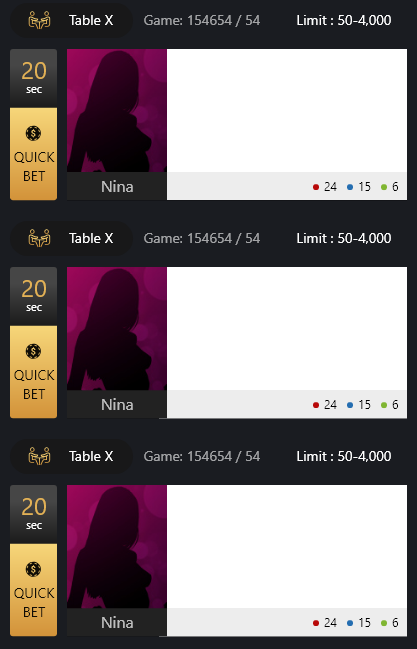 Table X Game: 154654 / 54 Limit : 50-4,000
20
sec
QUICK
BET
Nina 24 15 6
Table X Game: 154654 / 54 Limit : 50-4,000
20
sec
QUICK
BET
Nina 24 15 6
Table X Game: 154654 / 54 Limit : 50-4,000
20
sec
QUICK
BET
Nina 24 15 6